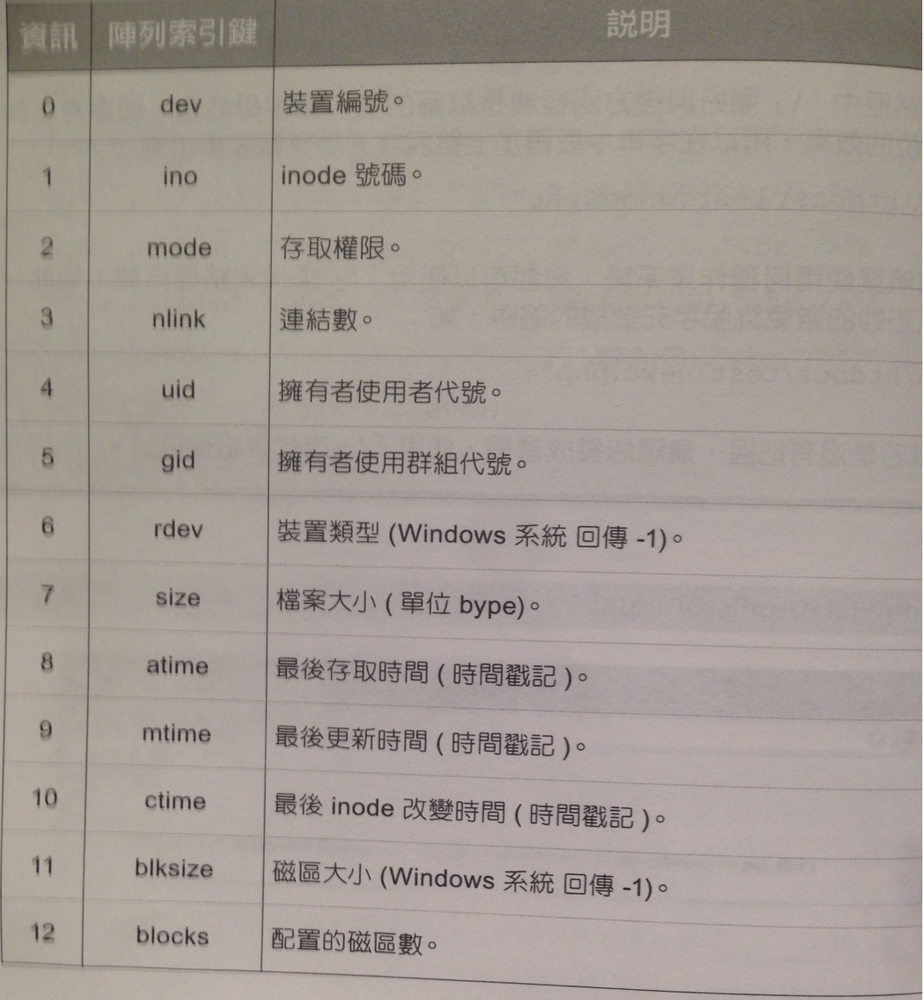 資訊 陣列索引鍵 説明
0 dev 裝置編號。
1 ino inode 號碼。
2 mode 存取權限。
3 nlink 連結數。
4 uid 擁有者使用者代號。
5 gid 擁有者使用群組代號。
6 rdev 裝置類型 (Windows 系統 回傳 -1)。
7 size 檔案大小 ( 單位 bype)。
8 atime 最後存取時間 ( 時間戳記 )。
9 mtime 最後更新時間 ( 時間戳記 )。
10 ctime 最後 inode 改變時間 ( 時間戳記 )。
11 blksize 磁區大小 (Windows 系統 回傳 -1)。
12 blocks 配置的磁區數。